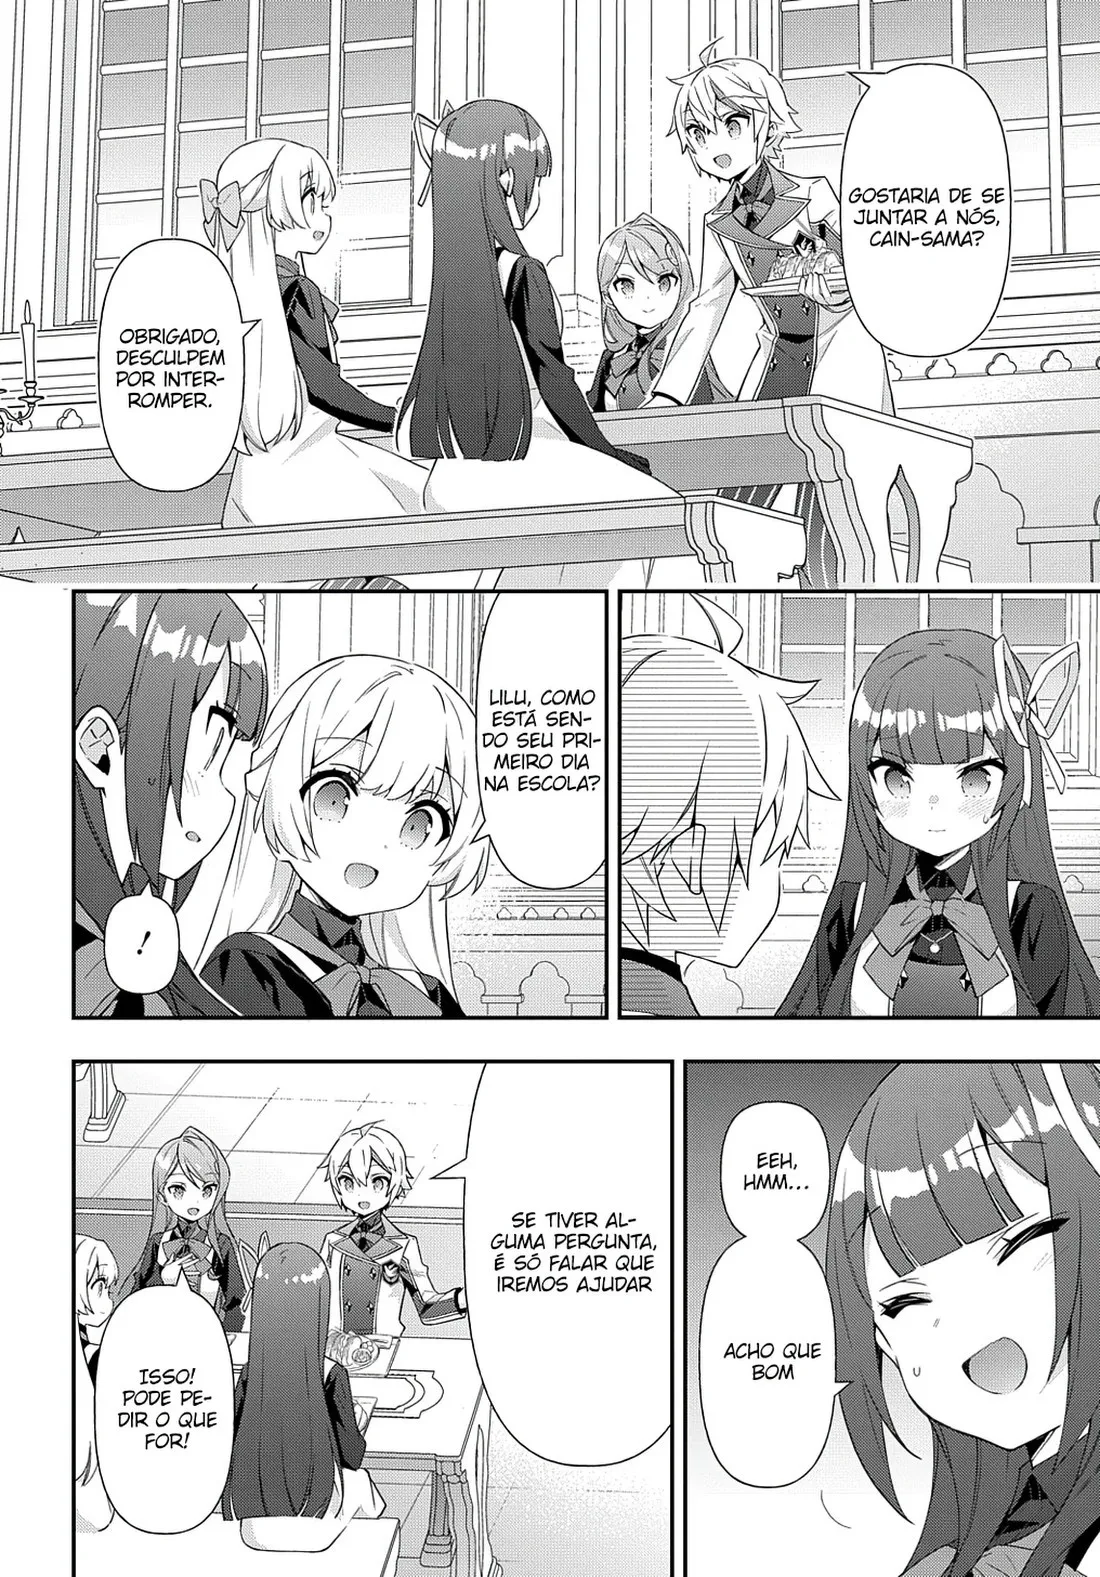 GOSTARIA DE SE
JUNTAR A NÓS,
CAIN-SAMA?
OBRIGADO,
DESCULPEM
POR INTER-
ROMPER.
LILU, COMO
ESTÁ SEN-
DO SEU PRI-
MEIRO DIA
NA ESCOLA?
!
EEH,
HMM...
ACHO QUE
BOM
SE TIVER AL-
GUMA PERGUNTA,
É SÓ FALAR QUE
IREMOS AJUDAR
ISSO!
PODE PE-
DIR O QUE
FOR!